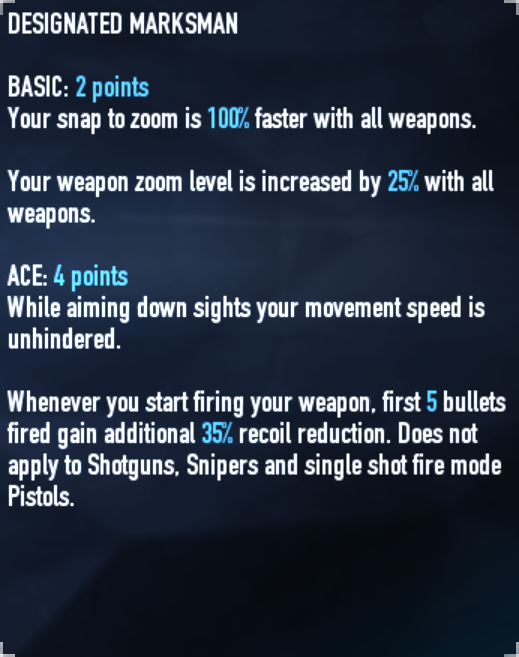 DESIGNATED MARKSMAN
BASIC: 2 points
Your snap to zoom is 100% faster with all weapons.
Your weapon zoom level is increased by 25% with all
weapons.
ACE: 4 points
While aiming down sights your movement speed is
unhindered.
Whenever you start firing your weapon, first 5 bullets
fired gain additional 35% recoil reduction. Does not
apply to Shotguns, Snipers and single shot fire mode
Pistols.